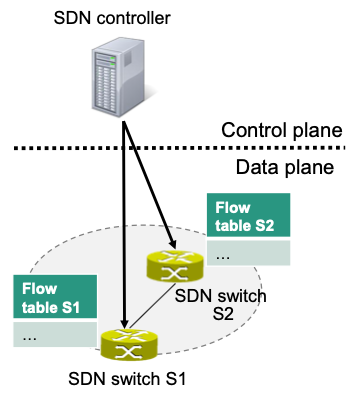 SDN controller
Control plane
Data plane
Flow
table S2
...
SDN switch
S2
Flow
table S1
...
SDN switch S1